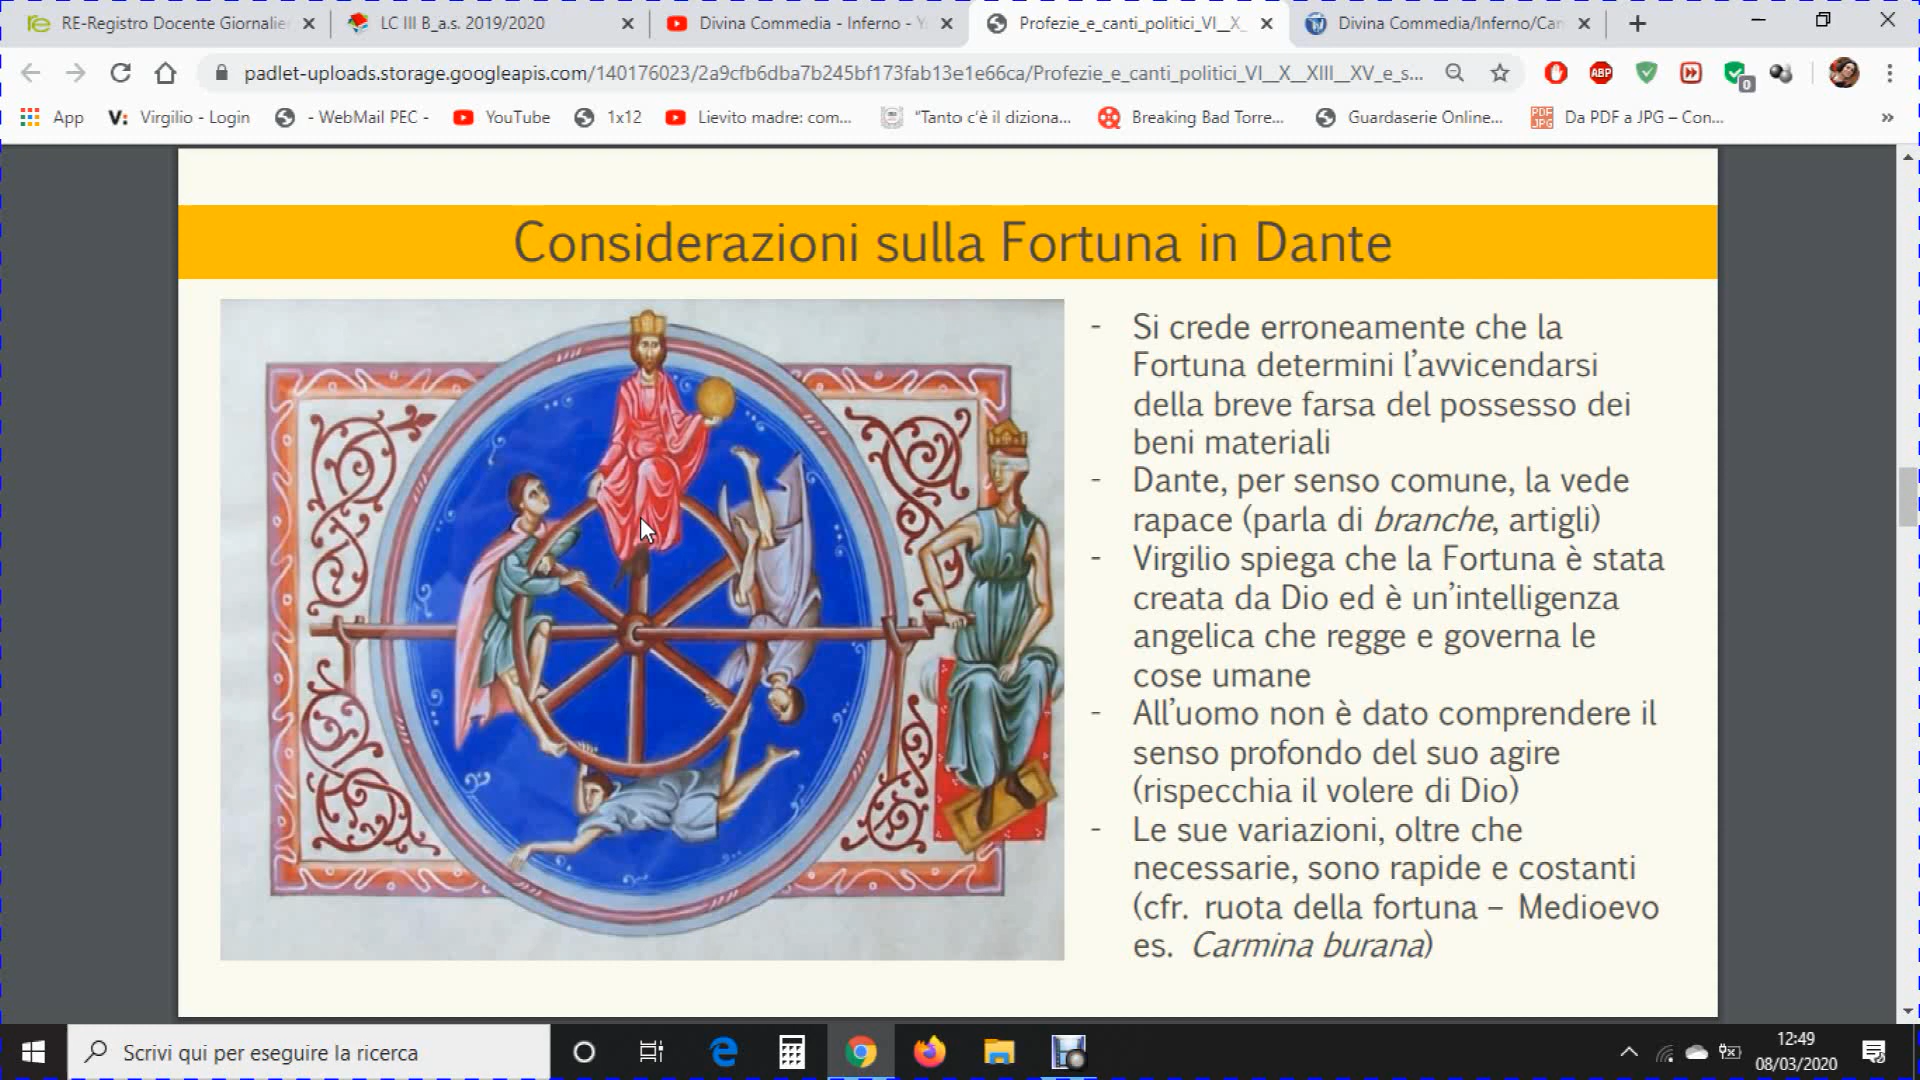 RE-Registro Docente Giornalie
LC III B_a.s. 2019/2020
Divina Commedia - Inferno - Y
Profezie_e_canti_politici_VI__X_
Divina Commedia/Inferno/Can
padlet-uploads.storage.googleapis.com/140176023/2a9cfb6dba7b245bf173fab13e1e66ca/Profezie_e_canti_politici_VI__X__XIII__XV_e_s...
ABP
0
App
Virgilio - Login
- WebMail PEC -
YouTube
1x12
Lievito madre: com...
“Tanto c'è il diziona...
Breaking Bad Torre...
Guardaserie Online...
PDF
JPG
Da PDF a JPG – Con...
»
Considerazioni sulla Fortuna in Dante
- Si crede erroneamente che la
Fortuna determini l’avvicendarsi
della breve farsa del possesso dei
beni materiali
- Dante, per senso comune, la vede
rapace (parla di branche, artigli)
- Virgilio spiega che la Fortuna è stata
creata da Dio ed è un’intelligenza
angelica che regge e governa le
cose umane
- All’uomo non è dato comprendere il
senso profondo del suo agire
(rispecchia il volere di Dio)
- Le sue variazioni, oltre che
necessarie, sono rapide e costanti
(cfr. ruota della fortuna – Medioevo
es. Carmina burana)
Scrivi qui per eseguire la ricerca
12:49
08/03/2020